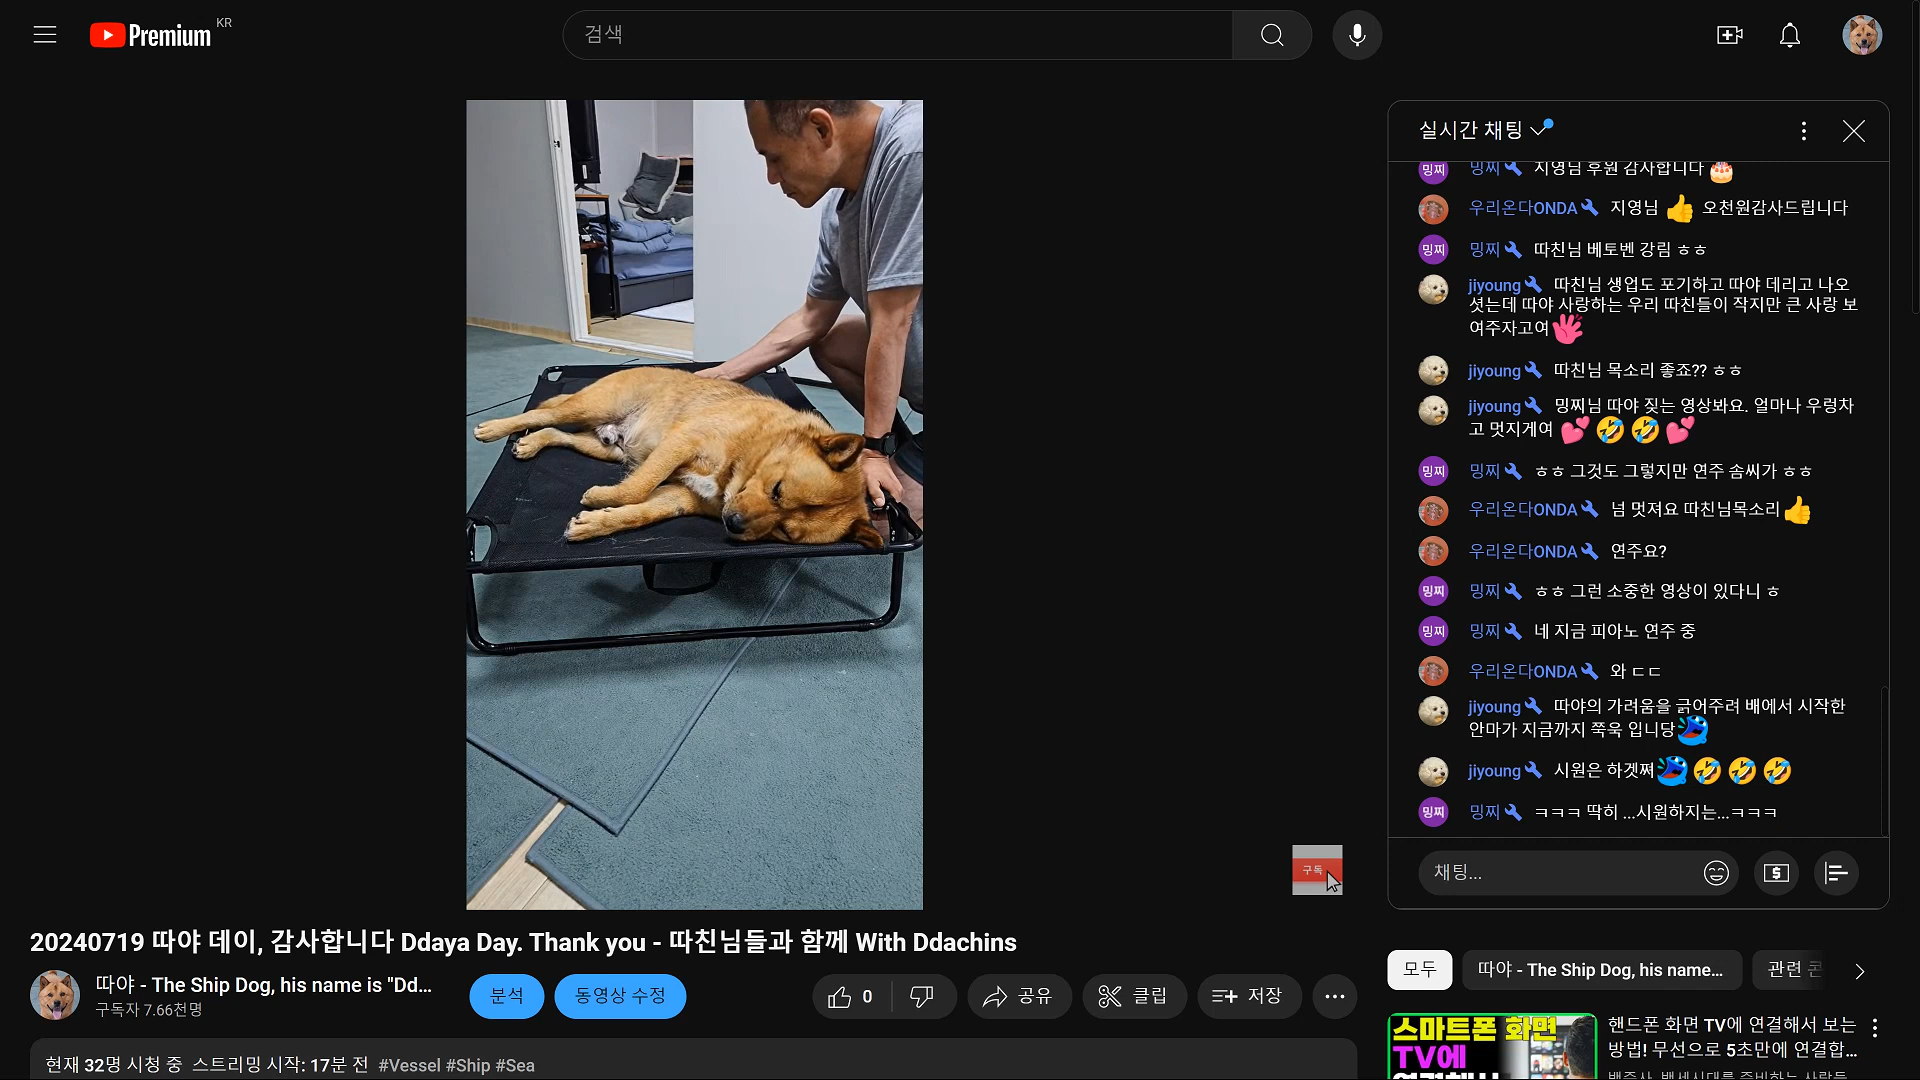 Premium KR
검색
실시간 채팅
밍찌 지영님 후원 감사합니다
우리온다ONDA 지영님 👍 오천원감사드립니다
밍찌 따친님 베토벤 강림 ㅎㅎ
jiyoung 따친님 생업도 포기하고 따야 데리고 나오
셧는데 따야 사랑하는 우리 따친들이 작지만 큰 사랑 보
여주자고여
jiyoung 따친님 목소리 좋죠?? ㅎㅎ
jiyoung 밍찌님 따야 짖는 영상봐요. 얼마나 우렁차
고 멋지게여 💕🤣🤣💕
밍찌 ㅎㅎ 그것도 그렇지만 연주 솜씨가 ㅎㅎ
우리온다ONDA 넘 멋져요 따친님목소리👍
우리온다ONDA 연주요?
밍찌 ㅎㅎ 그런 소중한 영상이 있다니 ㅎ
밍찌 네 지금 피아노 연주 중
우리온다ONDA 와 ㄷㄷ
jiyoung 따야의 가려움을 긁어주려 배에서 시작한
안마가 지금까지 쭉욱 입니당
jiyoung 시원은 하겟쪄🤣🤣🤣
밍찌 ㅋㅋㅋ 딱히 ...시원하지는...ㅋㅋㅋ
채팅...
구독
20240719 따야 데이, 감사합니다 Ddaya Day. Thank you - 따친님들과 함께 With Ddachins
따야 - The Ship Dog, his name is "Dd...
구독자 7.66천명
분석
동영상 수정
0
공유
클립
저장
현재 32명 시청 중 스트리밍 시작: 17분 전 #Vessel #Ship #Sea
모두
따야 - The Ship Dog, his name...
관련 콘
스마트폰 화면
TV에
핸드폰 화면 TV에 연결해서 보는
방법! 무선으로 5초만에 연결합...